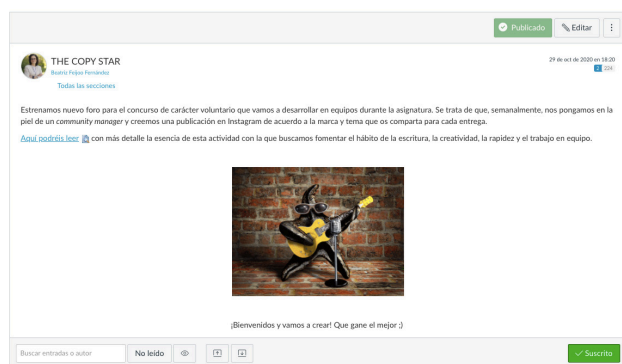 Publicado
Editar
THE COPY STAR
29 de oct de 2020 en 18:20
Beatriz Feijoo Fernández
2 224
Todas las secciones
Estrenamos nuevo foro para el concurso de carácter voluntario que vamos a desarrollar en equipos durante la asignatura. Se trata de que, semanalmente, nos pongamos en la
piel de un community manager y creemos una publicación en Instagram de acuerdo a la marca y tema que os comparta para cada entrega.
Aquí podréis leer con más detalle la esencia de esta actividad con la que buscamos fomentar el hábito de la escritura, la creatividad, la rapidez y el trabajo en equipo.
¡Bienvenidos y vamos a crear! Que gane el mejor ;)
Buscar entradas o autor
No leído
Suscrito